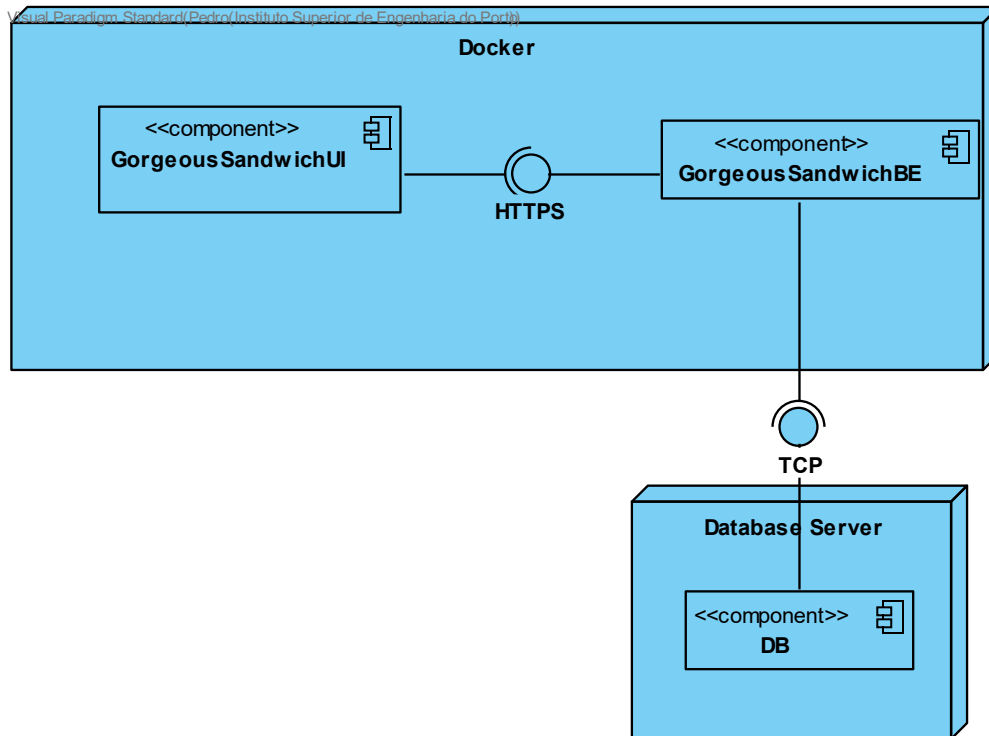 Visual Paradigm Standard(Pedro(Instituto Superior de Engenharia do Porto))
Docker
<<component>>
GorgeousSandwichUI
<<component>>
GorgeousSandwichBE
HTTPS
TCP
Database Server
<<component>>
DB